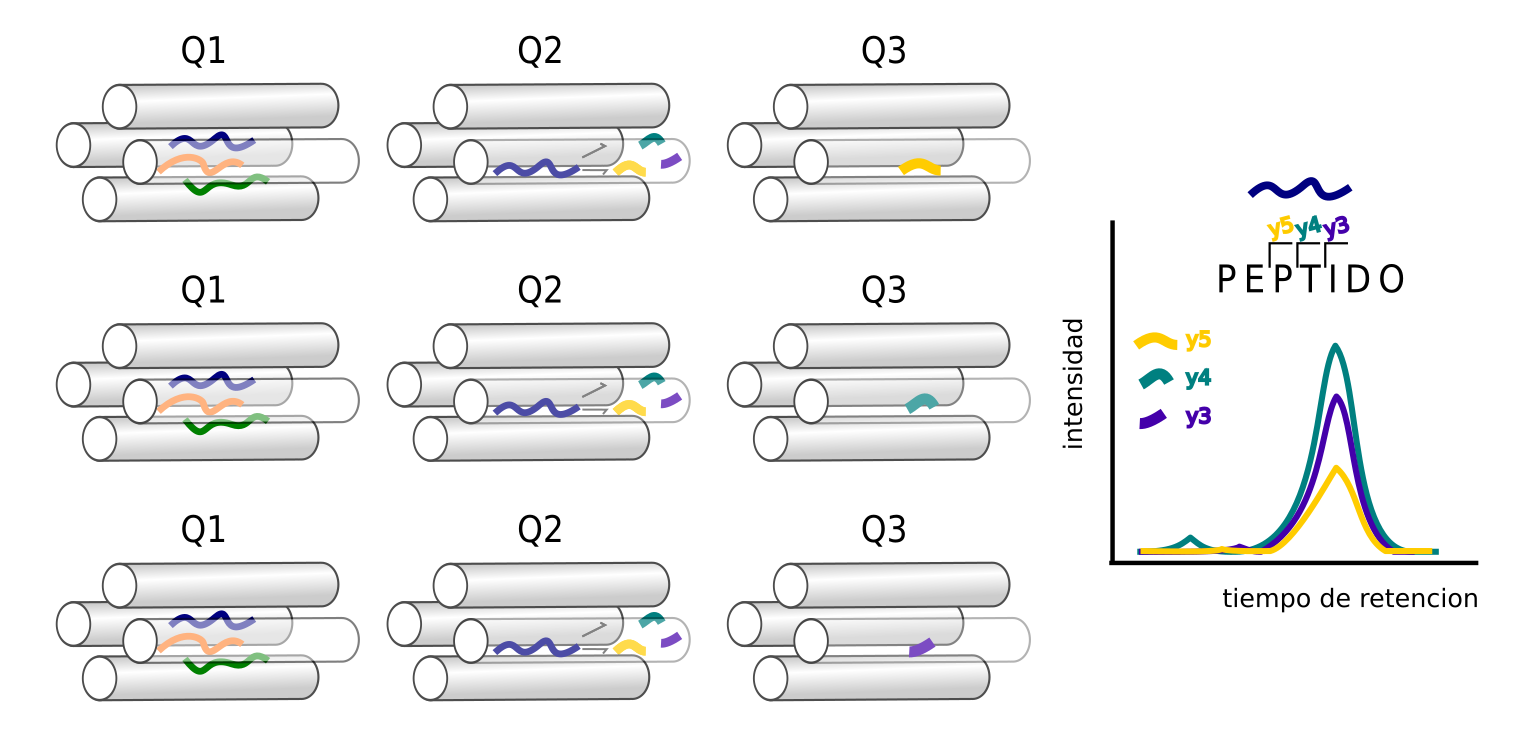 Q1 Q2 Q3
Q1 Q2 Q3
Q1 Q2 Q3
y5 y4 y3
PEPTIDO
y5
y4
y3
intensidad
tiempo de retencion